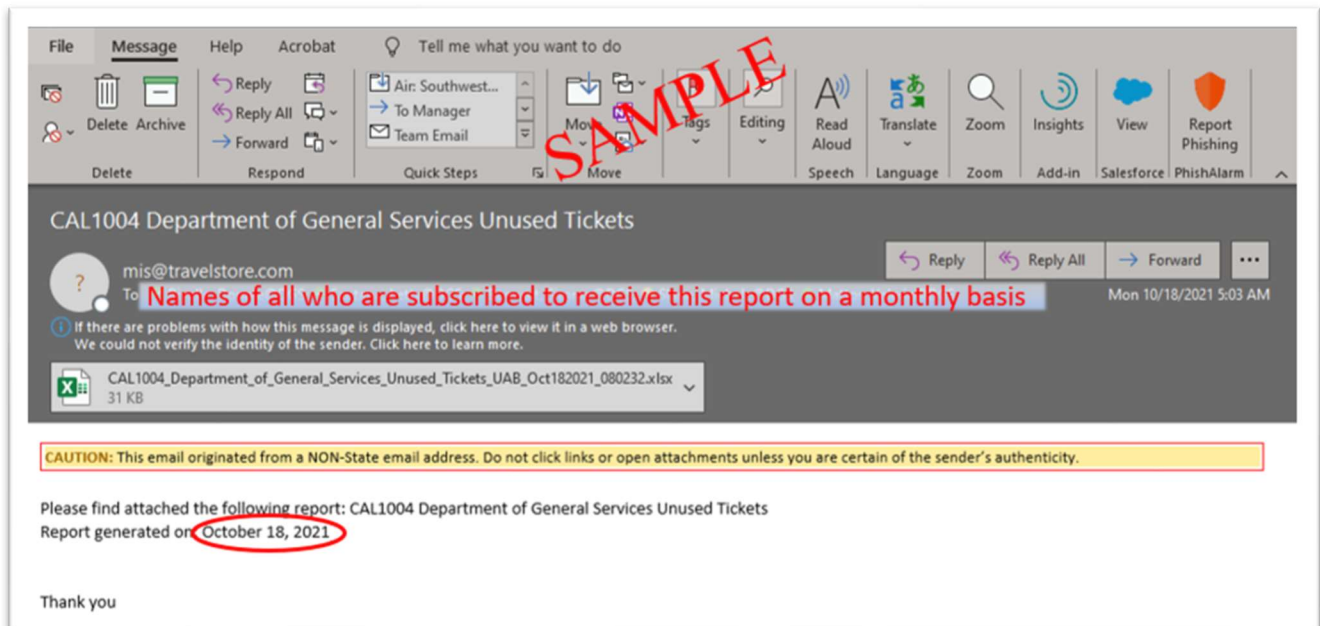 File Message Help Acrobat Tell me what you want to do
SAMPLE
Delete Archive
Reply
Reply All
Forward
Air: Southwest...
To Manager
Team Email
Move
Tags
Editing
Read Aloud
Translate
Zoom
Insights
View
Report Phishing
Delete Respond Quick Steps Move Speech Language Zoom Add-in Salesforce PhishAlarm
CAL1004 Department of General Services Unused Tickets
Reply Reply All Forward ...
mis@travelstore.com
To Names of all who are subscribed to receive this report on a monthly basis
Mon 10/18/2021 5:03 AM
If there are problems with how this message is displayed, click here to view it in a web browser.
We could not verify the identity of the sender. Click here to learn more.
CAL1004_Department_of_General_Services_Unused_Tickets_UAB_Oct182021_080232.xlsx
31 KB
CAUTION: This email originated from a NON-State email address. Do not click links or open attachments unless you are certain of the sender's authenticity.
Please find attached the following report: CAL1004 Department of General Services Unused Tickets
Report generated on October 18, 2021
Thank you